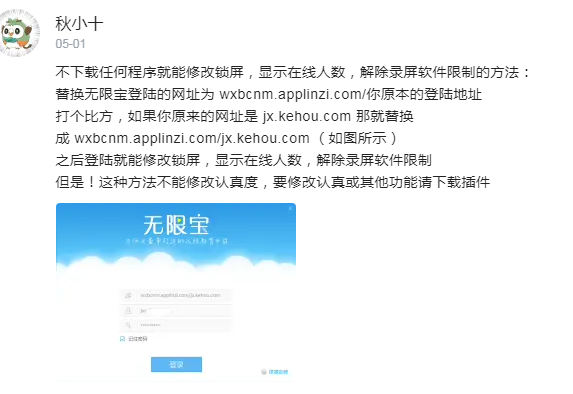 秋小十
05-01
不下载任何程序就能修改锁屏，显示在线人数，解除录屏软件限制的方法：
替换无限宝登陆的网址为 wxbcnm.applinzi.com/你原本的登陆地址
打个比方，如果你原来的网址是 jx.kehou.com 那就替换
成 wxbcnm.applinzi.com/jx.kehou.com （如图所示）
之后登陆就能修改锁屏，显示在线人数，解除录屏软件限制
但是！这种方法不能修改认真度，要修改认真或其他功能请下载插件
无限宝
wxbcnm.applinzi.com/jx.kehou.com
记住密码
登录